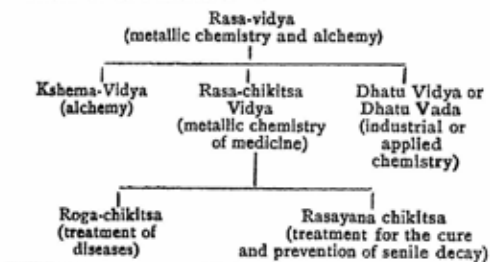 Rasa-vidya
(metallic chemistry and alchemy)
Kshema-Vidya
(alchemy)
Rasa-chikitsa
Vidya
(metallic chemistry
of medicine)
Dhatu Vidya or
Dhatu Vada
(industrial or
applied
chemistry)
Roga-chikitsa
(treatment of
diseases)
Rasayana chikitsa
(treatment for the cure
and prevention of senile decay)